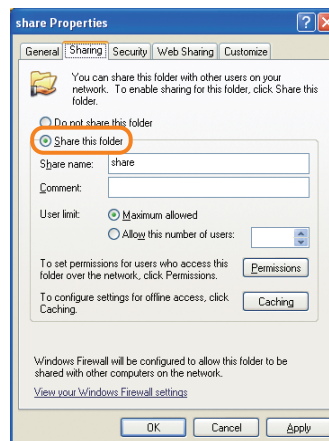 share Properties
General Sharing Security Web Sharing Customize
You can share this folder with other users on your
network. To enable sharing for this folder, click Share this
folder.
Do not share this folder
Share this folder
Share name: share
Comment:
User limit: Maximum allowed
Allow this number of users:
To set permissions for users who access this
folder over the network, click Permissions.
Permissions
To configure settings for offline access, click
Caching.
Caching
Windows Firewall will be configured to allow this folder to be
shared with other computers on the network.
View your Windows Firewall settings
OK Cancel Apply